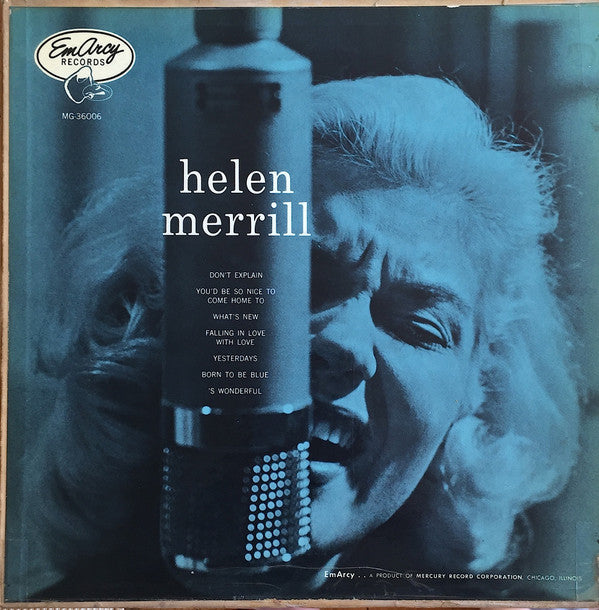 EmArcy
RECORDS
MG-36006
helen
merrill
DON'T EXPLAIN
YOU'D BE SO NICE TO
COME HOME TO
WHAT'S NEW
FALLING IN LOVE
WITH LOVE
YESTERDAYS
BORN TO BE BLUE
'S WONDERFUL
EmArcy . . A PRODUCT OF MERCURY RECORD CORPORATION, CHICAGO, ILLINOIS